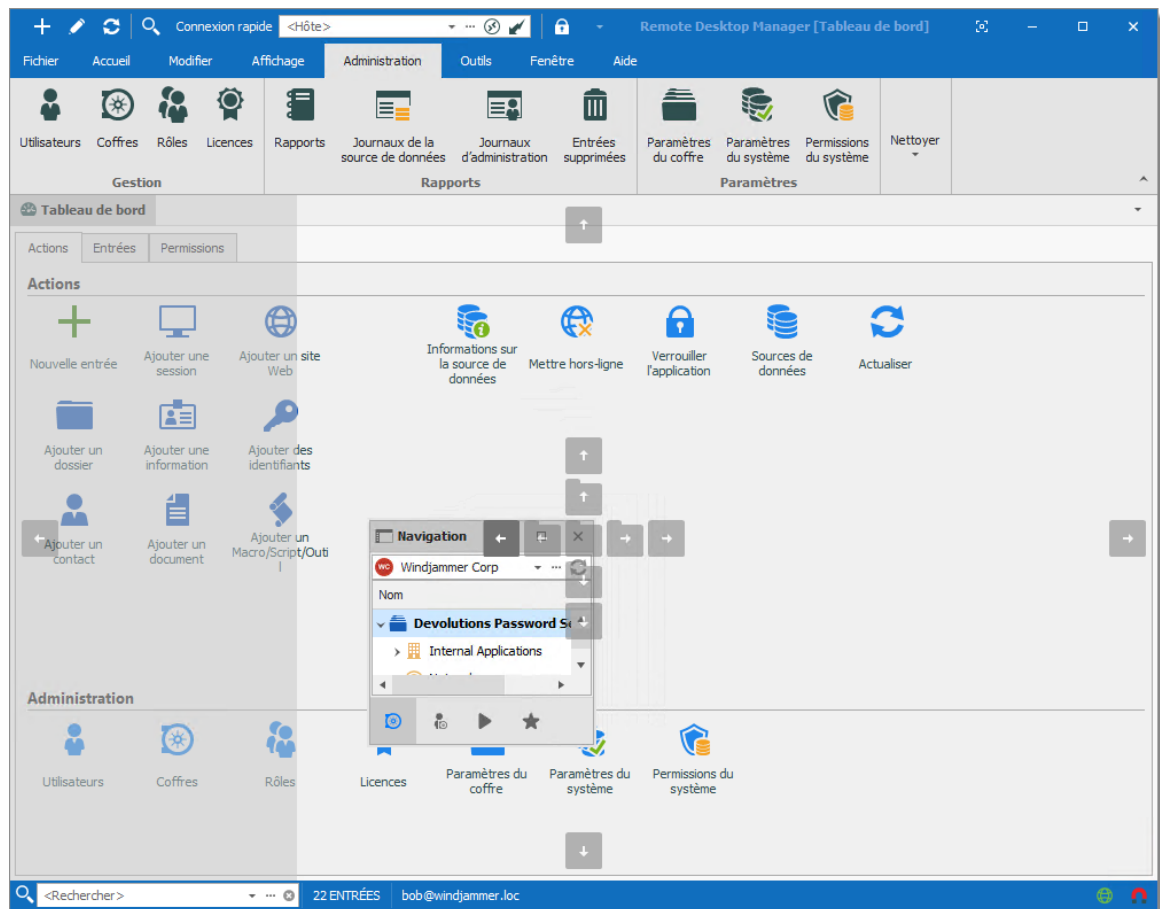 Connexion rapide <Hôte> Remote Desktop Manager [Tableau de bord]
Fichier Accueil Modifier Affichage Administration Outils Fenêtre Aide
Utilisateurs Coffres Rôles Licences Rapports Journaux de la Journaux Entrées Paramètres Paramètres Permissions Nettoyer
source de données d'administration supprimées du coffre du système du système
Gestion Rapports Paramètres
Tableau de bord
Actions Entrées Permissions
Actions
Nouvelle entrée
Ajouter une
session
Ajouter un site
Web
Informations sur
la source de
données
Mettre hors-ligne
Verrouiller
l'application
Sources de
données
Actualiser
Ajouter un
dossier
Ajouter une
information
Ajouter des
identifiants
Ajouter un
contact
Ajouter un
document
Ajouter un
Macro/Script/Outi
l
Navigation
WC Windjammer Corp
Nom
Devolutions Password
Internal Applications
Administration
Utilisateurs
Coffres
Rôles
Licences
Paramètres du
coffre
Paramètres du
système
Permissions du
système
<Rechercher> 22 ENTRÉES bob@windjammer.loc